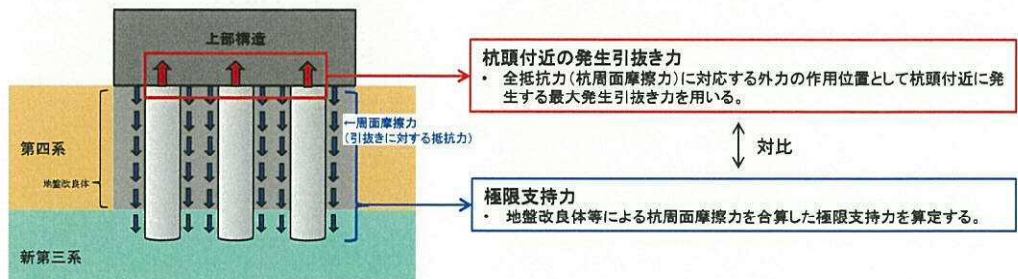 上部構造
第四系
地盤改良体
新第三系
←周面摩擦力
(引抜きに対する抵抗力)
杭頭付近の発生引抜き力
・ 全抵抗力(杭周面摩擦力)に対応する外力の作用位置として杭頭付近に発
生する最大発生引抜き力を用いる。
対比
極限支持力
・ 地盤改良体等による杭周面摩擦力を合算した極限支持力を算定する。